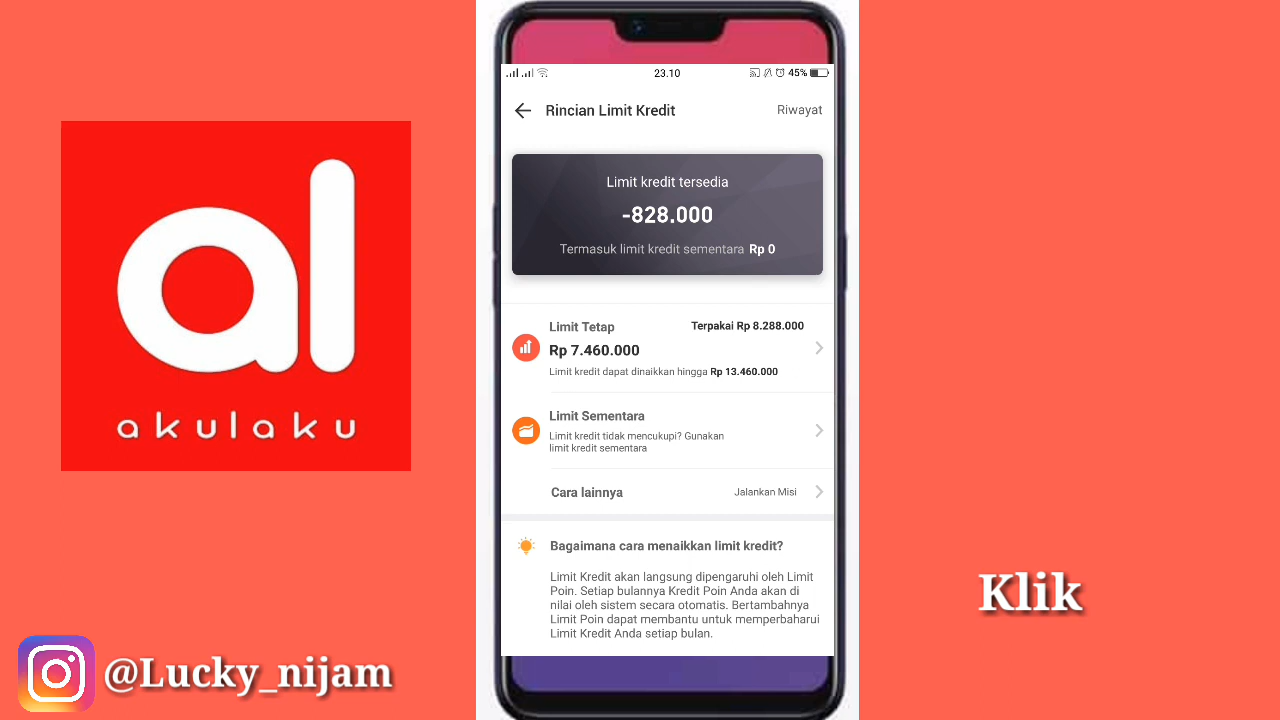 akulaku
@Lucky_nijam
23.10
45%
Rincian Limit Kredit
Riwayat
Limit kredit tersedia
-828.000
Termasuk limit kredit sementara Rp 0
Limit Tetap
Terpakai Rp 8.288.000
Rp 7.460.000
Limit kredit dapat dinaikkan hingga Rp 13.460.000
Limit Sementara
Limit kredit tidak mencukupi? Gunakan
limit kredit sementara
Cara lainnya
Jalankan Misi
Bagaimana cara menaikkan limit kredit?
Limit Kredit akan langsung dipengaruhi oleh Limit
Poin. Setiap bulannya Kredit Poin Anda akan di
nilai oleh sistem secara otomatis. Bertambahnya
Limit Poin dapat membantu untuk memperbaharui
Limit Kredit Anda setiap bulan.
Klik